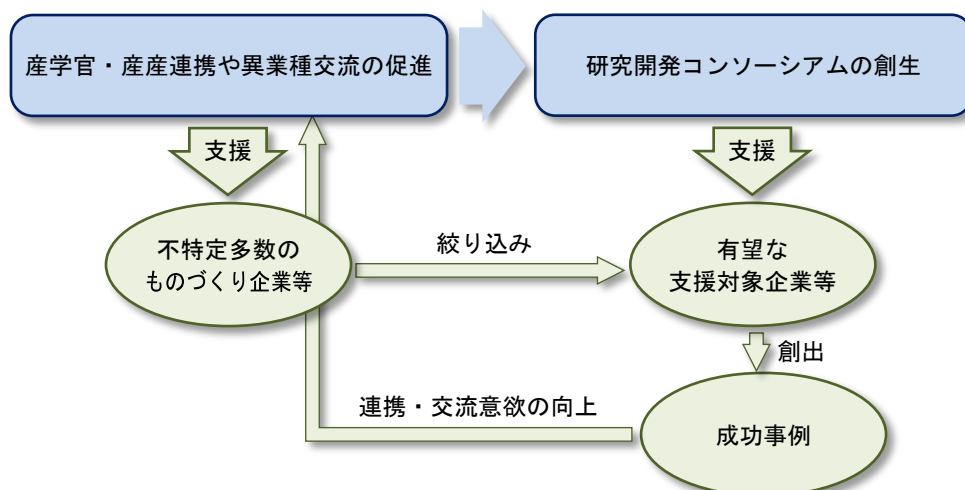 産学官・産産連携や異業種交流の促進
研究開発コンソーシアムの創生
支援
支援
不特定多数の
ものづくり企業等
絞り込み
有望な
支援対象企業等
創出
連携・交流意欲の向上
成功事例